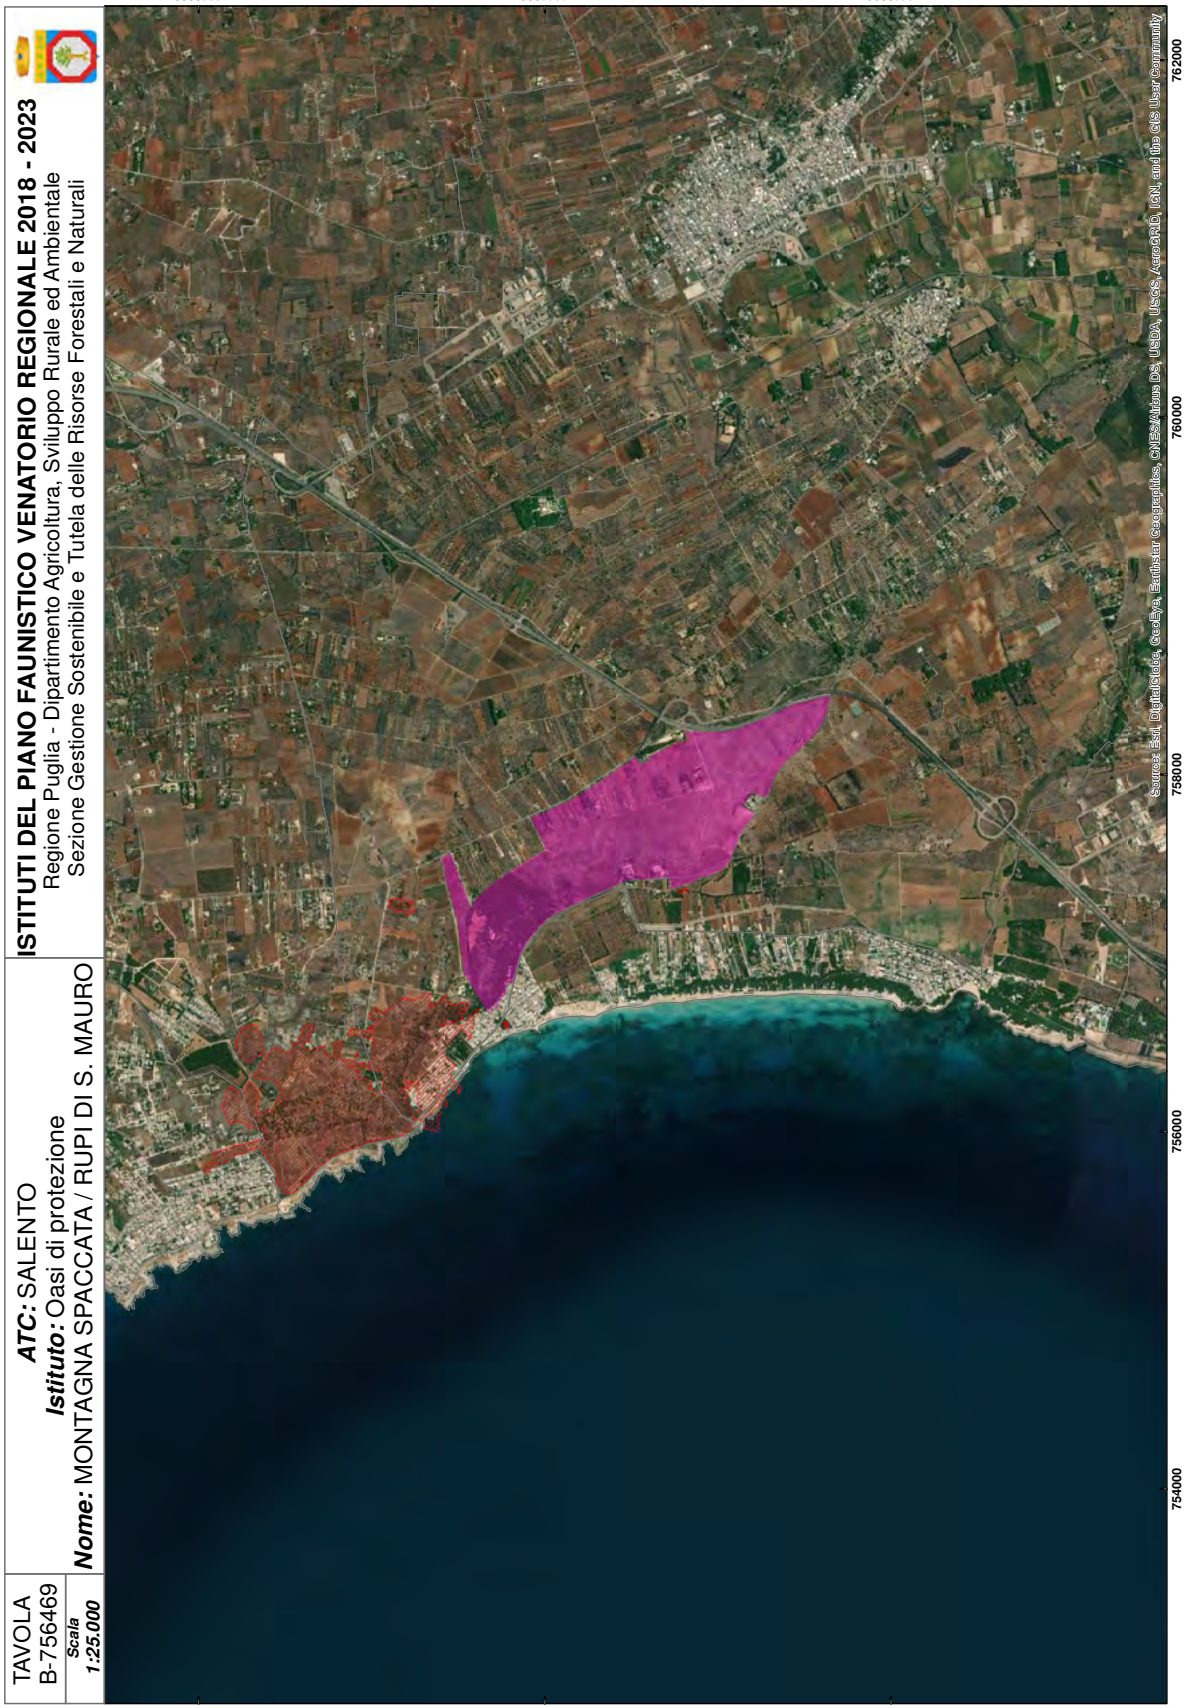 TAVOLA
B-756469
Scala
1:25.000
ATC: SALENTO
Istituto: Oasi di protezione
Nome: MONTAGNA SPACCATA / RUPI DI S. MAURO
ISTITUTI DEL PIANO FAUNISTICO VENATORIO REGIONALE 2018 - 2023
Regione Puglia - Dipartimento Agricoltura, Sviluppo Rurale ed Ambientale
Sezione Gestione Sostenibile e Tutela delle Risorse Forestali e Naturali
Source: Esri, DigitalGlobe, GeoEye, Earthstar Geographics, CNES/Airbus DS, USDA, USGS, AeroGRID, IGN, and the GIS User Community
754000
756000
758000
760000
762000